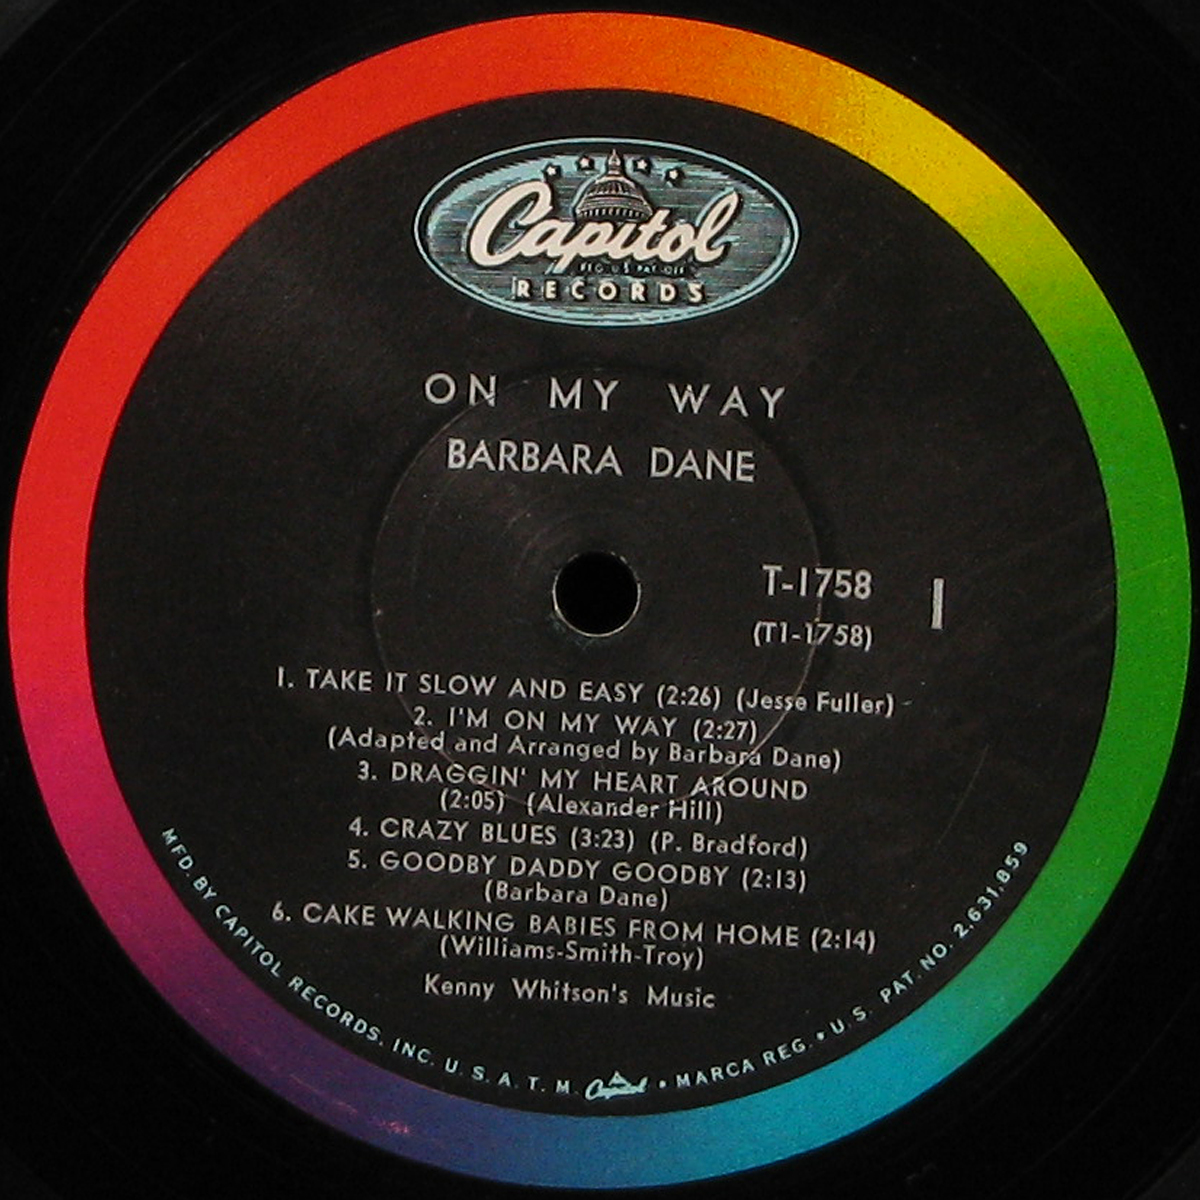 Capitol
REG. U.S. PAT. OFF.
RECORDS
ON MY WAY
BARBARA DANE
T-1758
1
(T1-1758)
1. TAKE IT SLOW AND EASY (2:26) (Jesse Fuller)
2. I'M ON MY WAY (2:27)
(Adapted and Arranged by Barbara Dane)
3. DRAGGIN' MY HEART AROUND
(2:05) (Alexander Hill)
4. CRAZY BLUES (3:23) (P. Bradford)
5. GOODBY DADDY GOODBY (2:13)
(Barbara Dane)
6. CAKE WALKING BABIES FROM HOME (2:14)
(Williams-Smith-Troy)
Kenny Whitson's Music
MFD. BY CAPITOL RECORDS, INC. U. S. A. T. M. Capitol • MARCA REG. • U. S. PAT. NO. 2,631,859